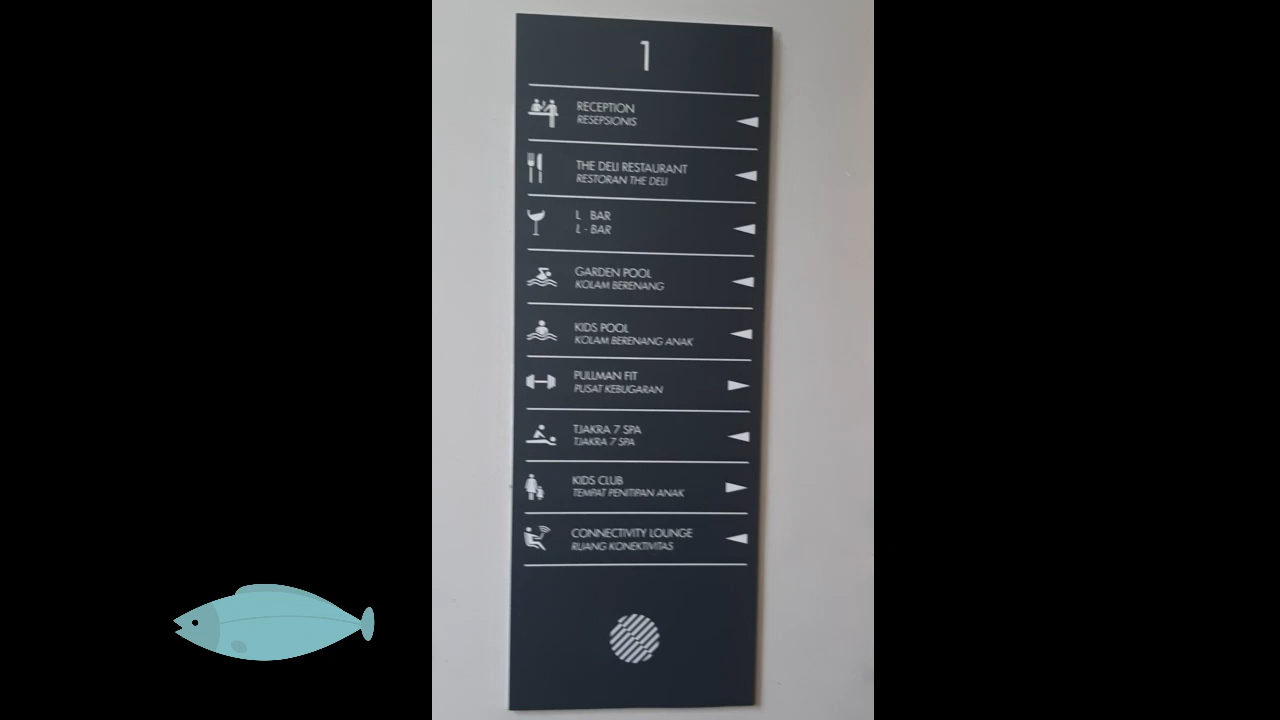 1
RECEPTION
RESEPSIONIS
THE DELI RESTAURANT
RESTORAN THE DELI
L BAR
L - BAR
GARDEN POOL
KOLAM BERENANG
KIDS POOL
KOLAM BERENANG ANAK
PULLMAN FIT
PUSAT KEBUGARAN
TJAKRA 7 SPA
TJAKRA 7 SPA
KIDS CLUB
TEMPAT PENITIPAN ANAK
CONNECTIVITY LOUNGE
RUANG KONEKTIVITAS